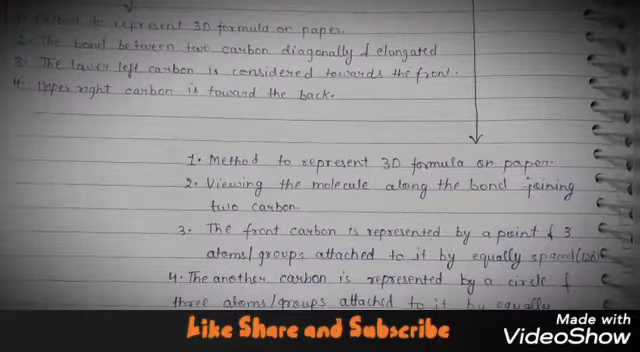 to represent 3D formula on paper.
2. The bond between two carbon diagonally & elongated
3. The lower left carbon is considered towards the front.
4. Upper right carbon is toward the back.
1. Method to represent 3D formula on paper.
2. Viewing the molecule along the bond joining
two carbon.
3. The front carbon is represented by a point & 3
atoms/groups attached to it by equally spaced
4. The another carbon is represented by a circle &
three atoms/groups attached to it by equally
Like Share and Subscribe
Made with
VideoShow